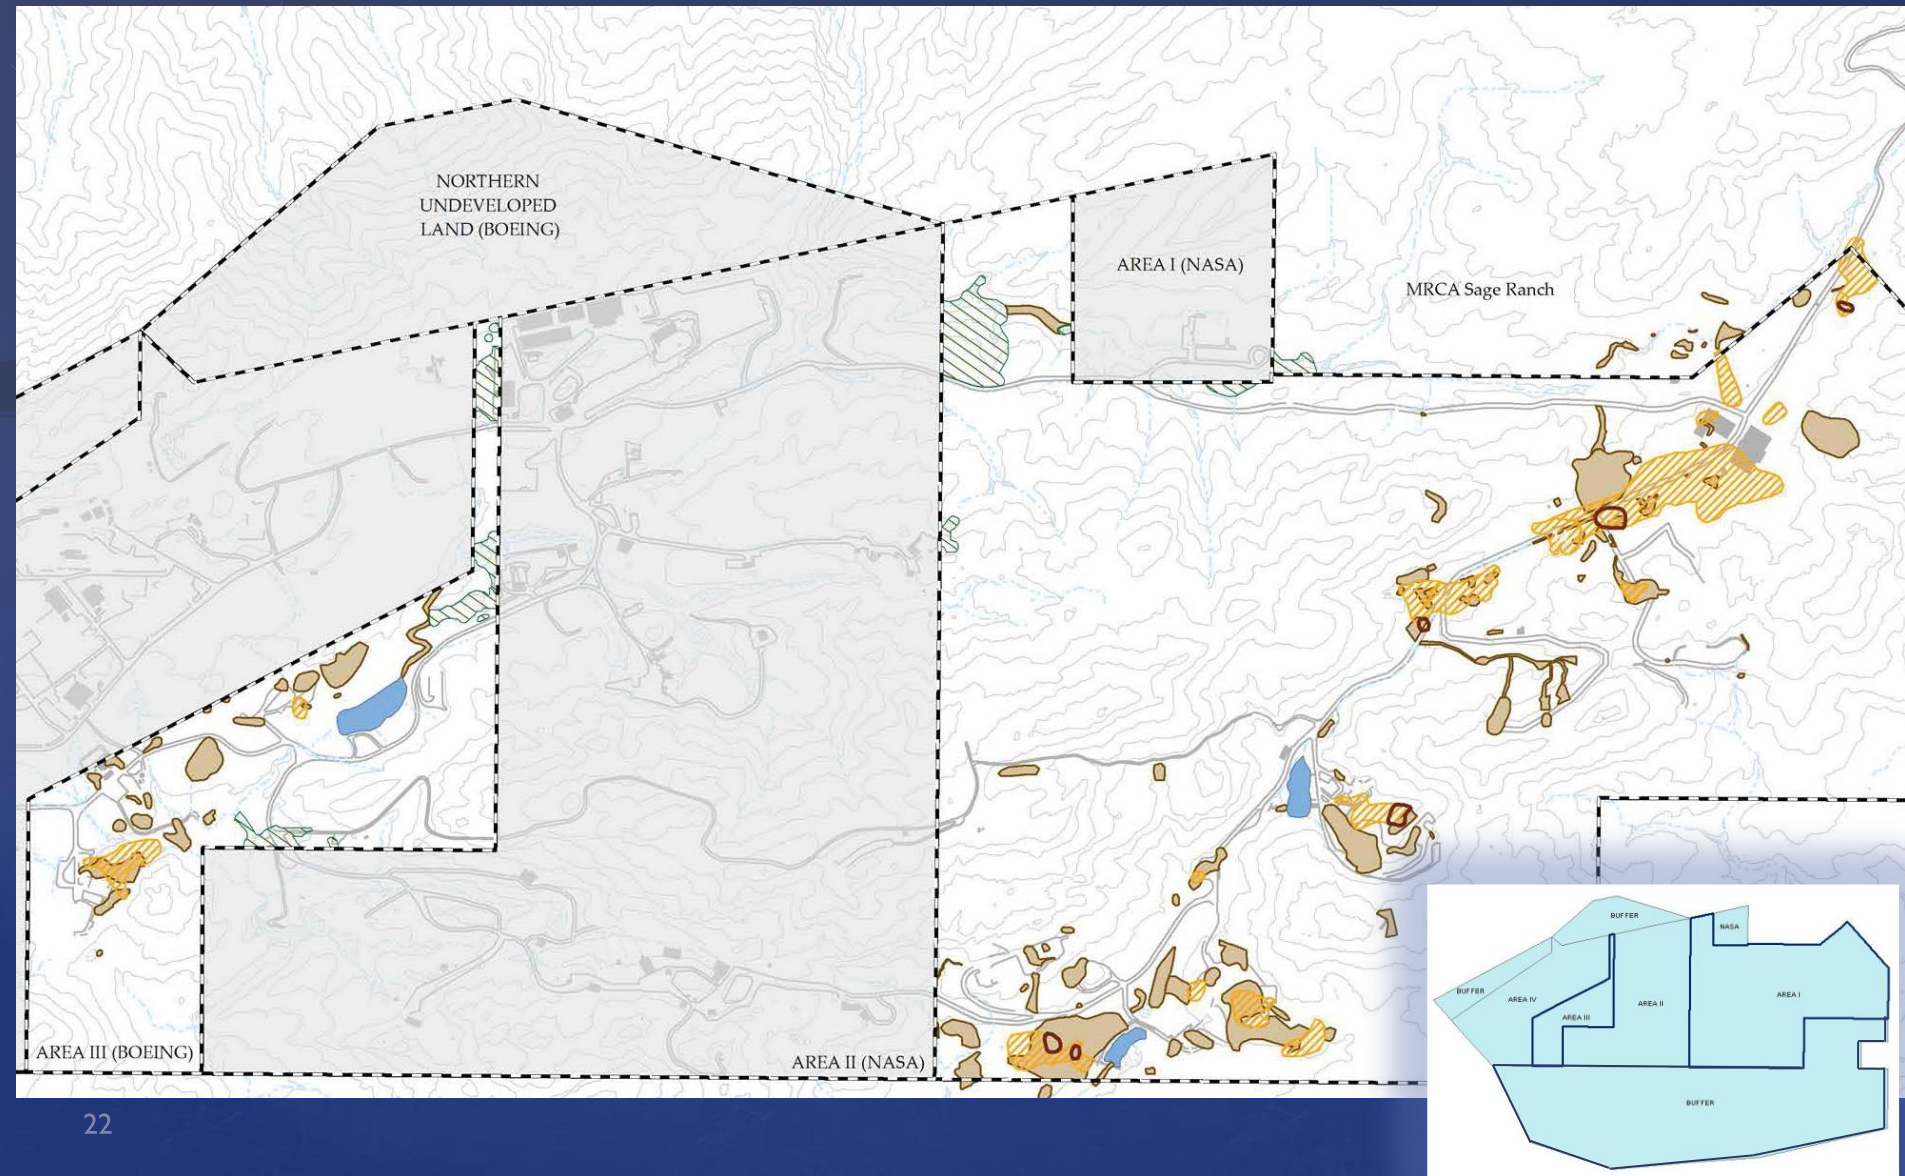 NORTHERN
UNDEVELOPED
LAND (BOEING)
AREA I (NASA)
MRCA Sage Ranch
AREA III (BOEING)
AREA II (NASA)
BUFFER
NASA
BUFFER
AREA IV
AREA II
AREA I
AREA III
BUFFER
22